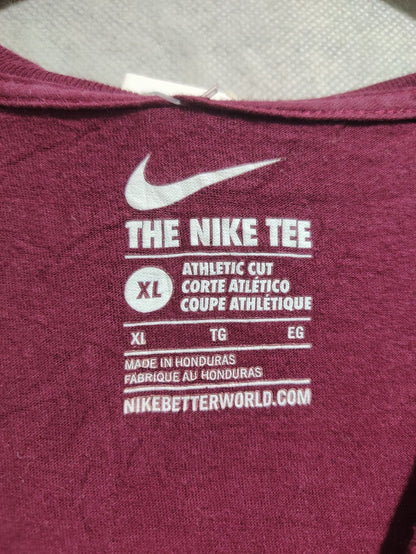 THE NIKE TEE
XL
ATHLETIC CUT
CORTE ATLÉTICO
COUPE ATHLÉTIQUE
XL TG EG
MADE IN HONDURAS
FABRIQUE AU HONDURAS
NIKEBETTERWORLD.COM